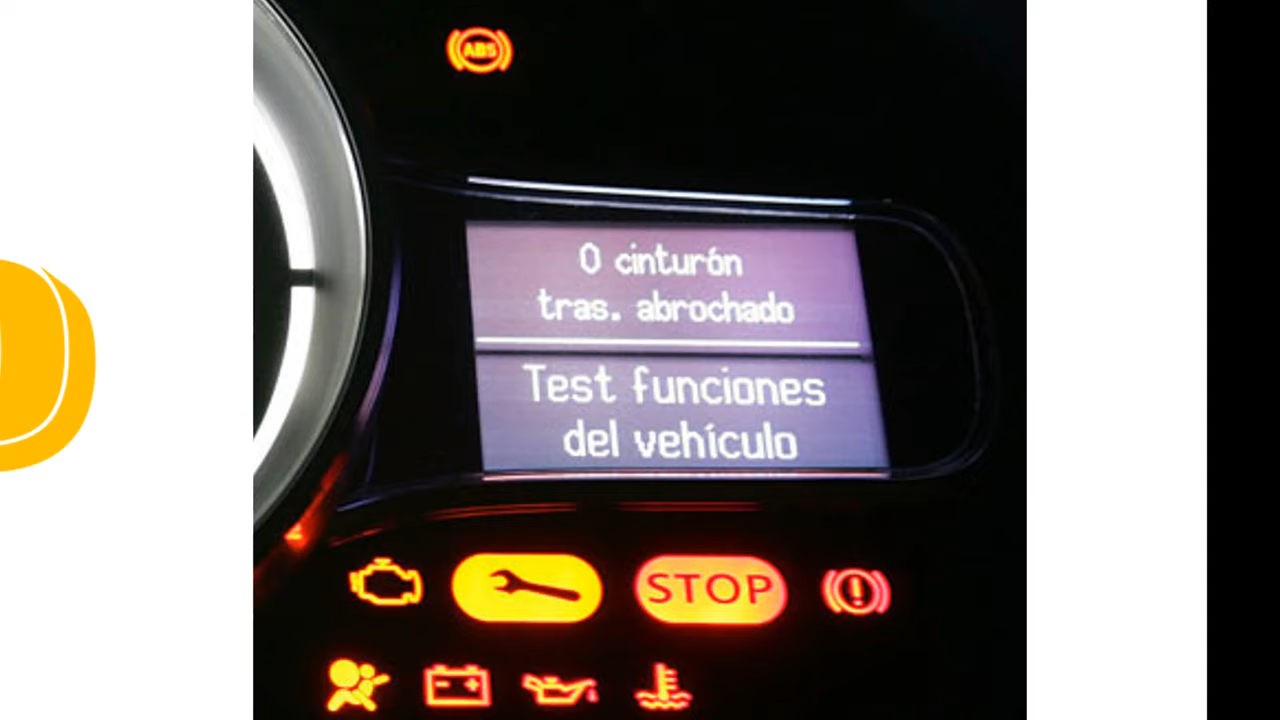 ABS
0 cinturón
tras. abrochado
Test funciones
del vehículo
STOP